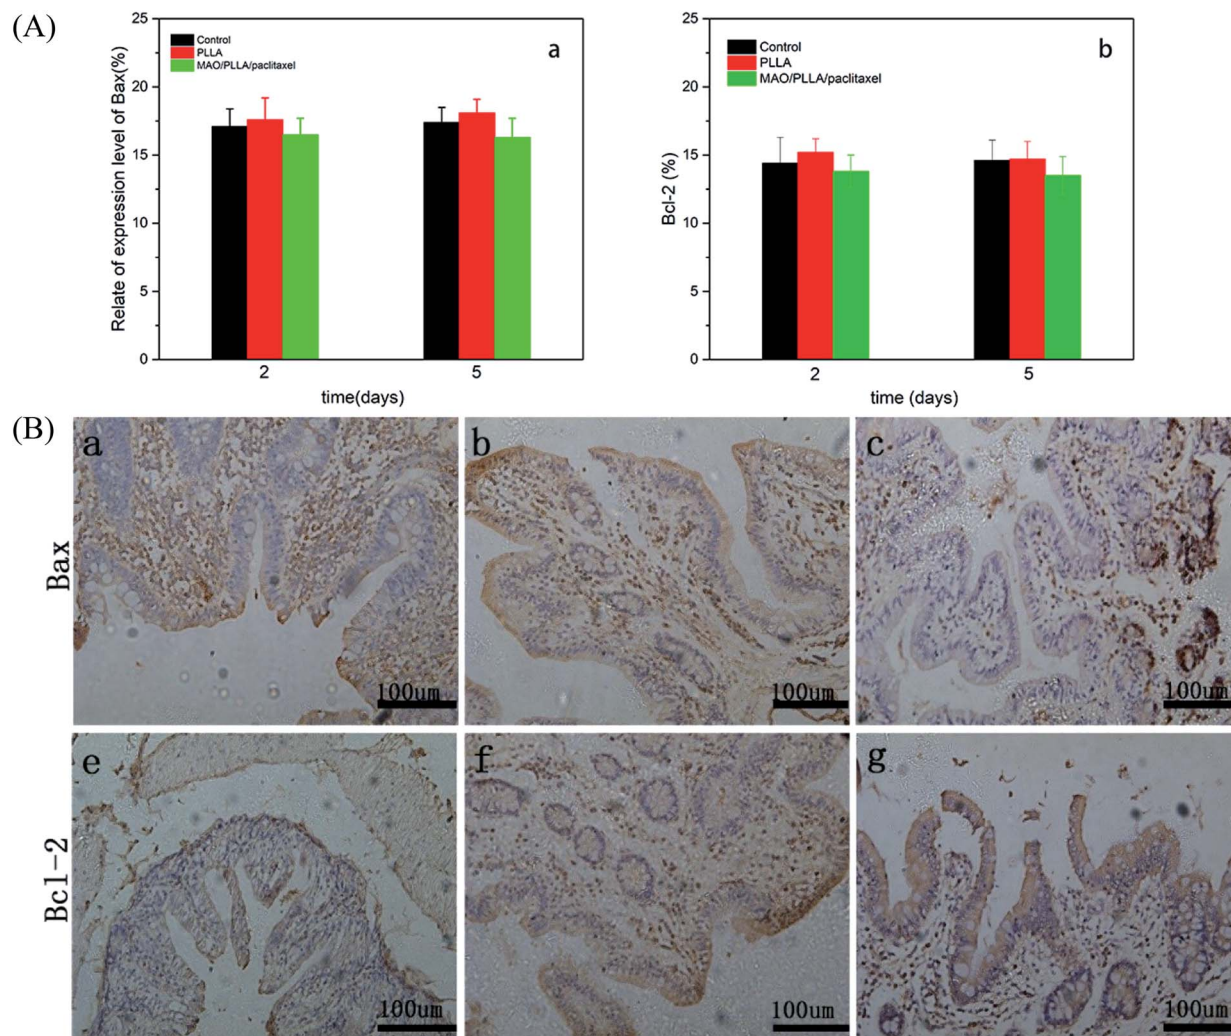 (A)
Control
PLLA
MAO/PLLA/paclitaxel
a
Relate of expression level of Bax(%)
25
20
15
10
5
0
2
5
time(days)
Control
PLLA
MAO/PLLA/paclitaxel
b
Bcl-2 (%)
25
20
15
10
5
0
2
5
time (days)
(B)
Bax
a
100um
b
100um
c
100um
Bcl-2
e
100um
f
100um
g
100um